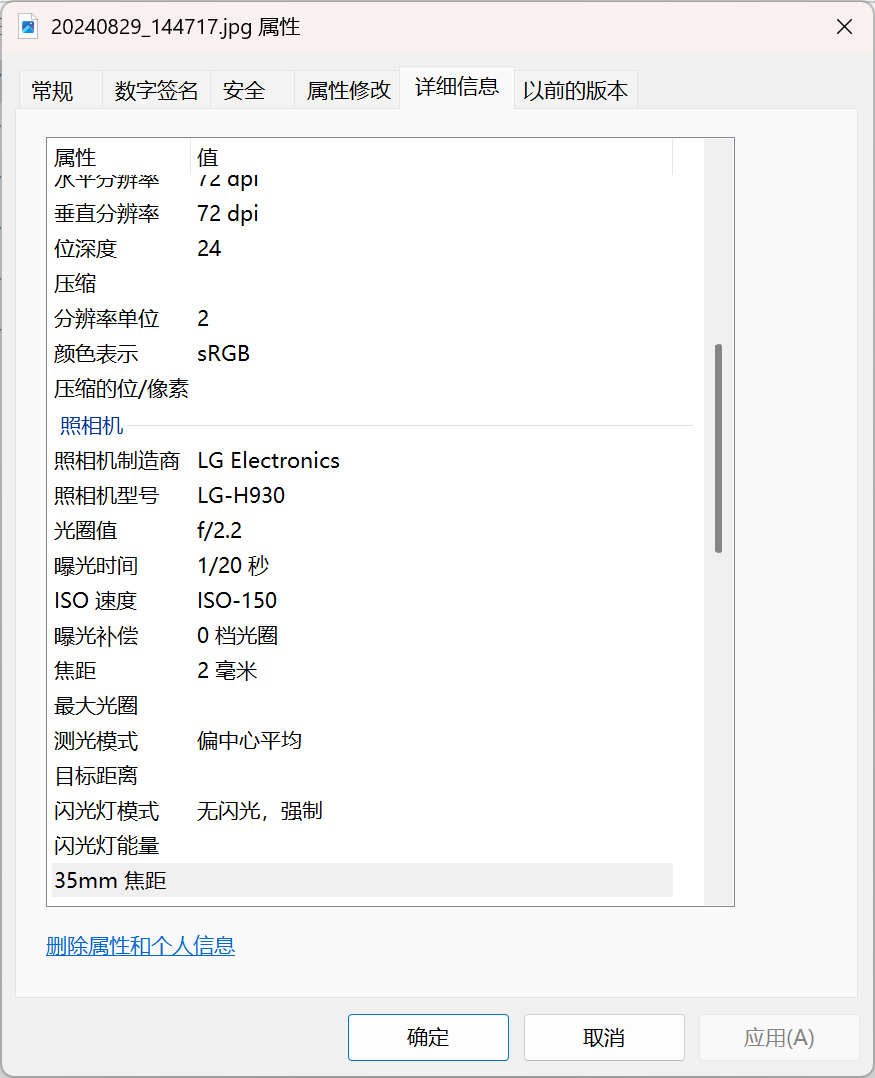 20240829_144717.jpg 属性
常规 数字签名 安全 属性修改 详细信息 以前的版本
属性 值
水平分辨率 72 dpi
垂直分辨率 72 dpi
位深度 24
压缩
分辨率单位 2
颜色表示 sRGB
压缩的位/像素
照相机
照相机制造商 LG Electronics
照相机型号 LG-H930
光圈值 f/2.2
曝光时间 1/20 秒
ISO 速度 ISO-150
曝光补偿 0 档光圈
焦距 2 毫米
最大光圈
测光模式 偏中心平均
目标距离
闪光灯模式 无闪光，强制
闪光灯能量
35mm 焦距
删除属性和个人信息
确定 取消 应用(A)